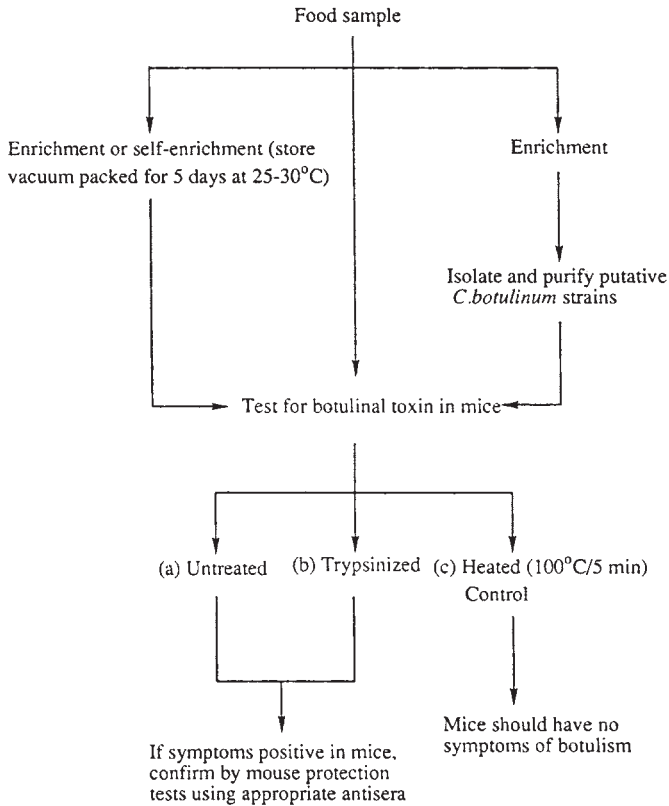 Food sample
Enrichment or self-enrichment (store
vacuum packed for 5 days at 25-30°C)
Enrichment
Isolate and purify putative
C.botulinum strains
Test for botulinal toxin in mice
(a) Untreated
(b) Trypsinized
(c) Heated (100°C/5 min)
Control
If symptoms positive in mice,
confirm by mouse protection
tests using appropriate antisera
Mice should have no
symptoms of botulism